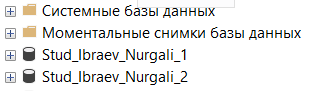 Системные базы данных
Моментальные снимки базы данных
Stud_Ibraev_Nurgali_1
Stud_Ibraev_Nurgali_2